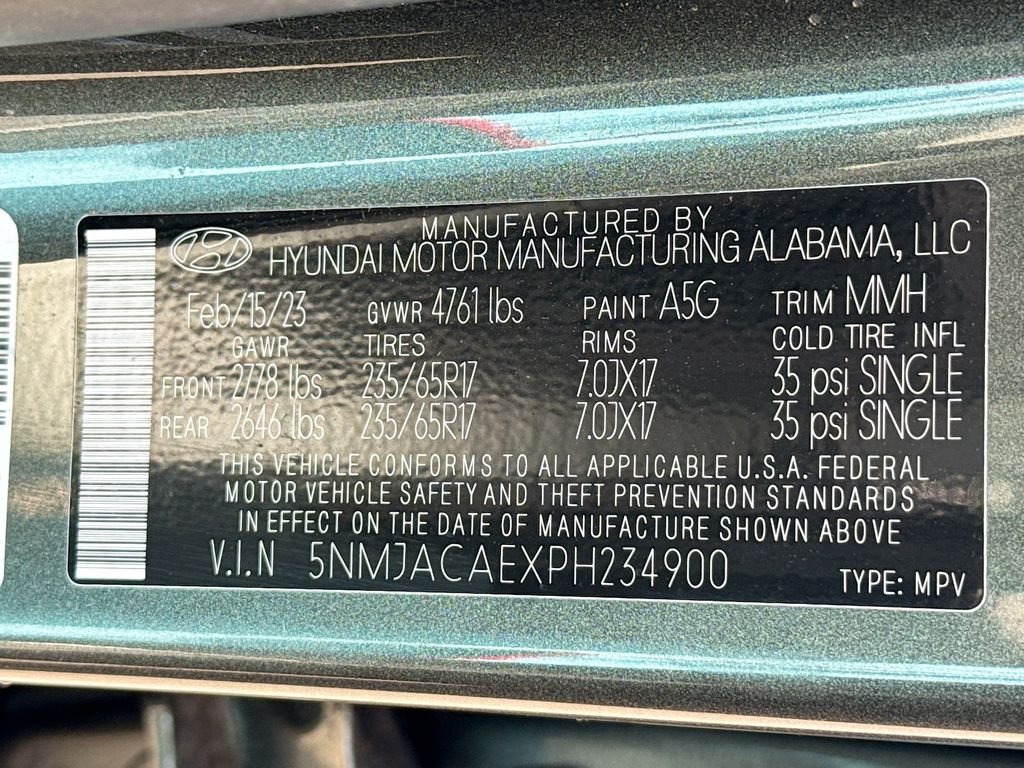 MANUFACTURED BY
HYUNDAI MOTOR MANUFACTURING ALABAMA, LLC
Feb/15/23 GVWR 4761 lbs PAINT A5G TRIM MMH
GAWR TIRES RIMS COLD TIRE INFL
FRONT 2778 lbs 235/65R17 7.0JX17 35 psi SINGLE
REAR 2646 lbs 235/65R17 7.0JX17 35 psi SINGLE
THIS VEHICLE CONFORMS TO ALL APPLICABLE U.S.A. FEDERAL
MOTOR VEHICLE SAFETY AND THEFT PREVENTION STANDARDS
IN EFFECT ON THE DATE OF MANUFACTURE SHOWN ABOVE
V.I.N 5NMJACAEXPH234900 TYPE: MPV